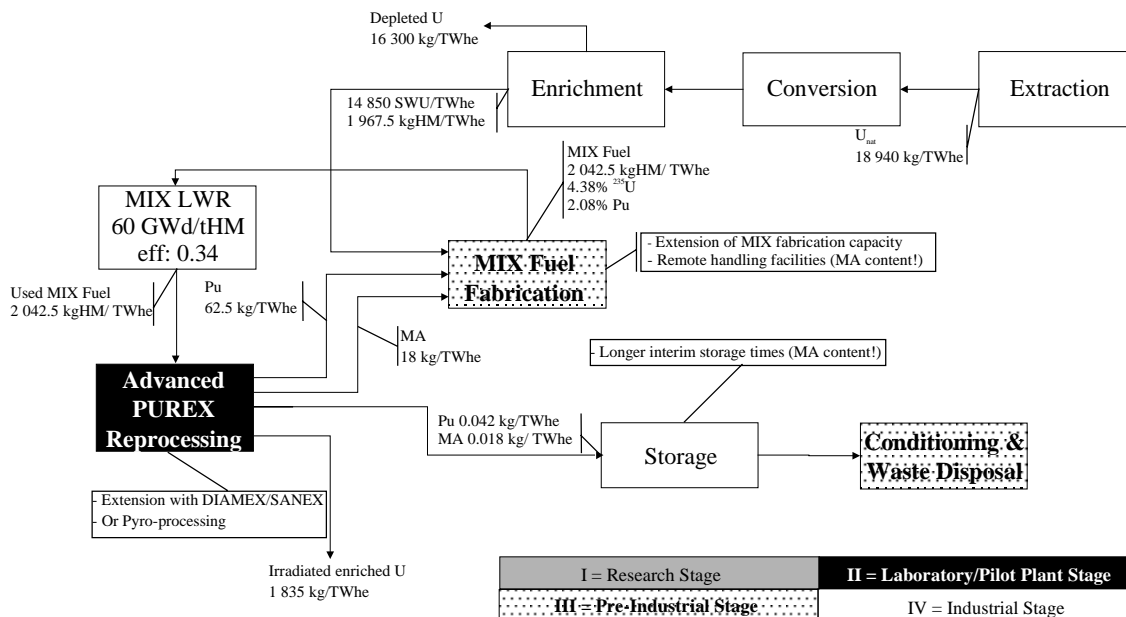 Depleted U
16 300 kg/TWhe
Enrichment
Conversion
Extraction
14 850 SWU/TWhe
1 967.5 kgHM/TWhe
U nat
18 940 kg/TWhe
MIX Fuel
2 042.5 kgHM/ TWhe
4.38% 235U
2.08% Pu
MIX LWR
60 GWd/tHM
eff: 0.34
MIX Fuel
Fabrication
- Extension of MIX fabrication capacity
- Remote handling facilities (MA content!)
Used MIX Fuel
2 042.5 kgHM/ TWhe
Pu
62.5 kg/TWhe
MA
18 kg/TWhe
- Longer interim storage times (MA content!)
Advanced
PUREX
Reprocessing
Pu 0.042 kg/TWhe
MA 0.018 kg/ TWhe
Storage
Conditioning &
Waste Disposal
- Extension with DIAMEX/SANEX
- Or Pyro-processing
Irradiated enriched U
1 835 kg/TWhe
I = Research Stage
II = Laboratory/Pilot Plant Stage
III = Pre-Industrial Stage
IV = Industrial Stage